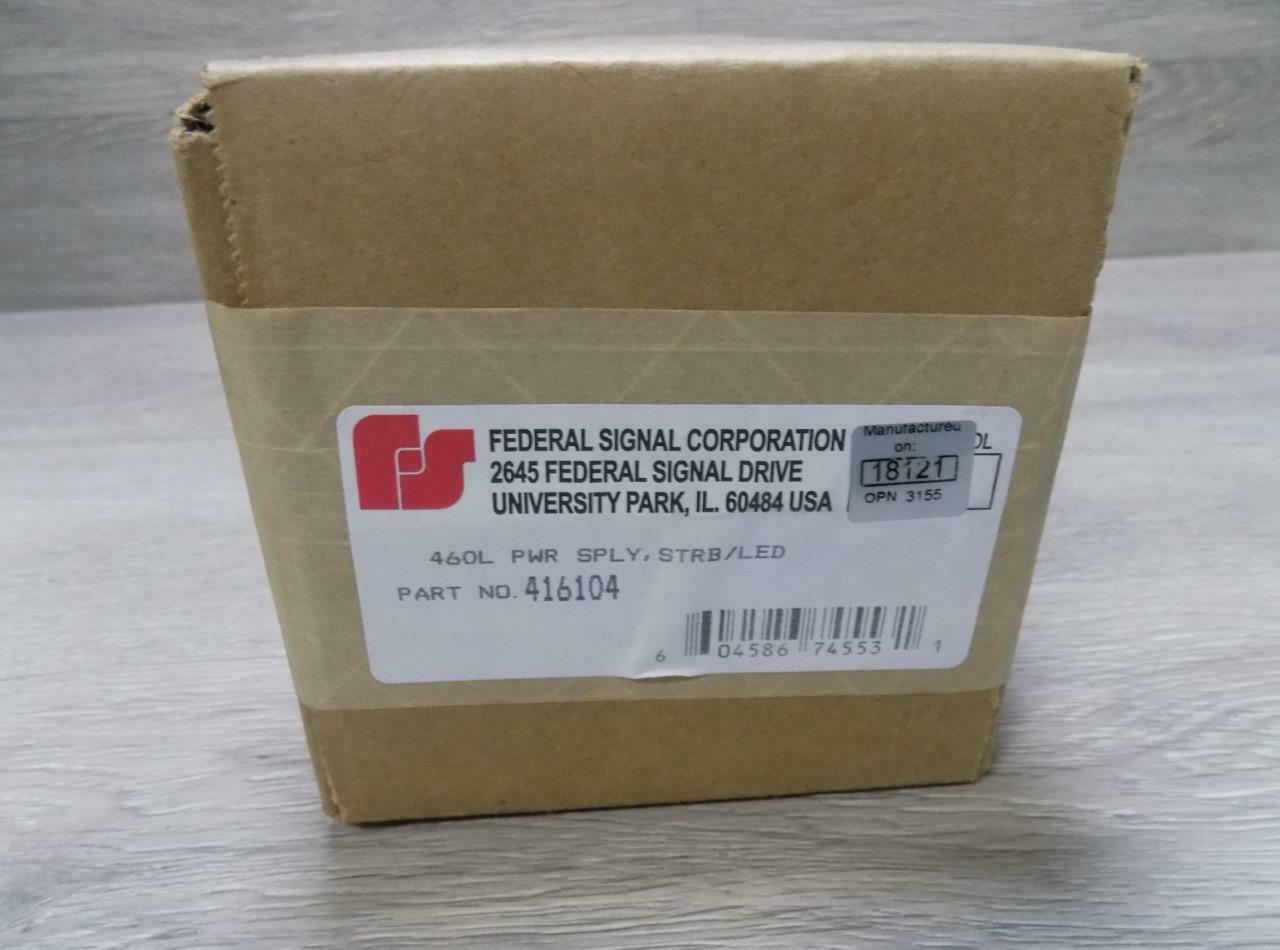 FEDERAL SIGNAL CORPORATION
2645 FEDERAL SIGNAL DRIVE
UNIVERSITY PARK, IL. 60484 USA
Manufactured
on:
18121
OPN 3155
OL
460L PWR SPLY,STRB/LED
PART NO. 416104
6 04586 74553 1